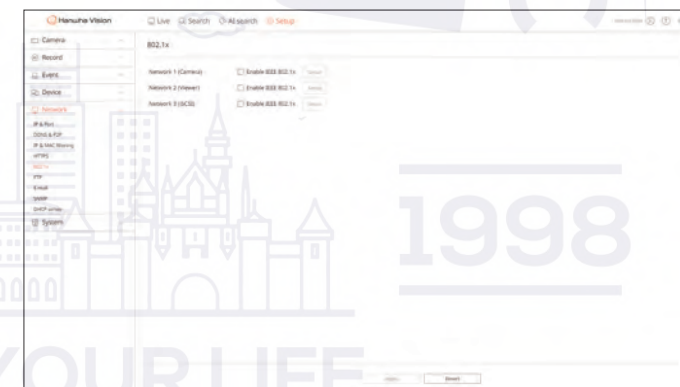 Hanwha Vision
Live Search AI search Setup
Camera
Record
Event
Device
Network
IP & Port
DDNS & P2P
IP & MAC filtering
HTTPS
802.1x
FTP
E-mail
SNMP
DHCP server
System
802.1x
Network 1 (Camera) Enable IEEE 802.1x
Network 2 (Viewer) Enable IEEE 802.1x
Network 3 (iSCSI) Enable IEEE 802.1x
1998
YOUR LIFE
Revert